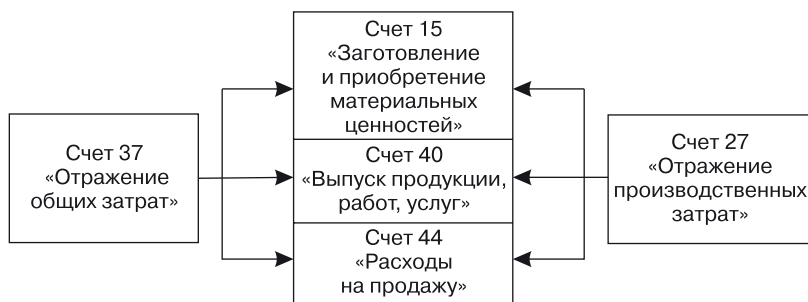 Счет 37
«Отражение
общих затрат»
Счет 15
«Заготовление
и приобретение
материальных
ценностей»
Счет 40
«Выпуск продукции,
работ, услуг»
Счет 44
«Расходы
на продажу»
Счет 27
«Отражение
производственных
затрат»